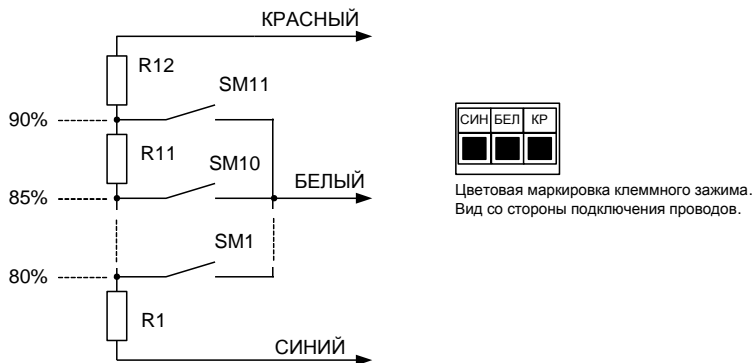 КРАСНЫЙ
R12
SM11
90%
R11
SM10
БЕЛЫЙ
85%
SM1
80%
R1
СИНИЙ
СИН БЕЛ КР
Цветовая маркировка клеммного зажима.
Вид со стороны подключения проводов.